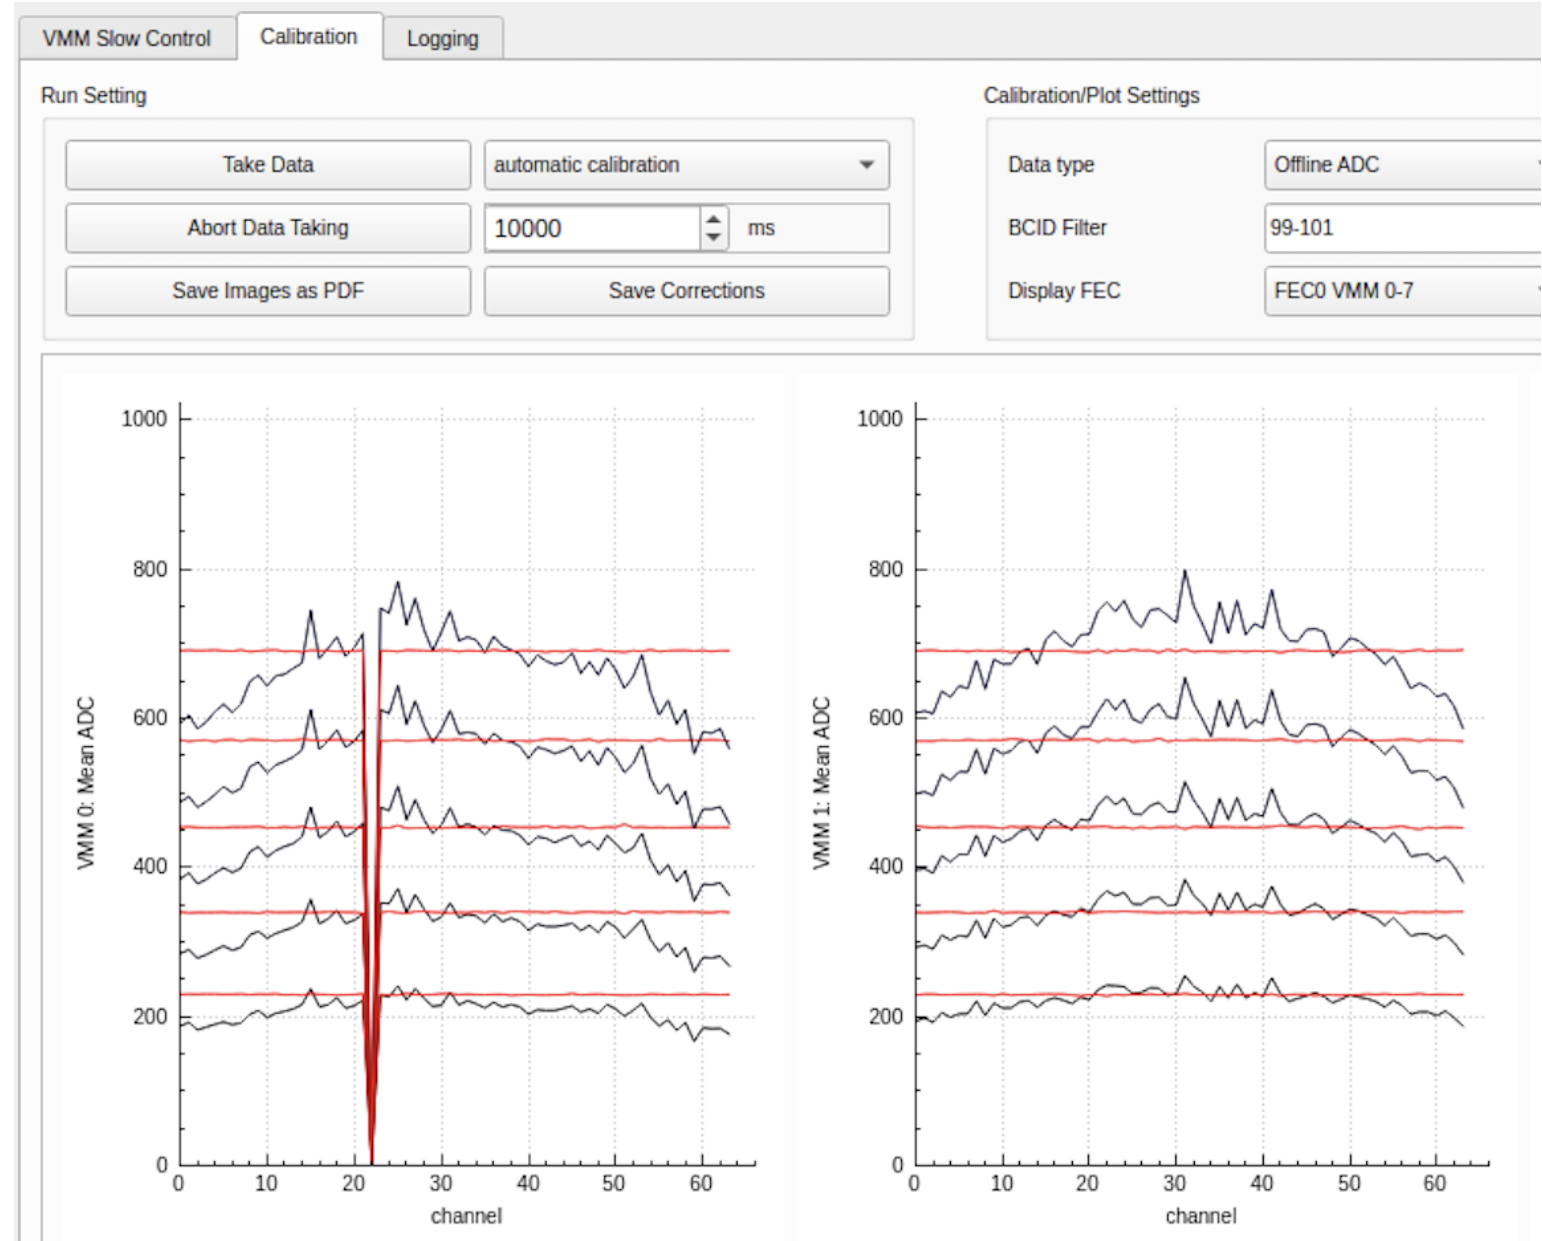 VMM Slow Control Calibration Logging
Run Setting
Take Data automatic calibration
Abort Data Taking 10000 ms
Save Images as PDF Save Corrections
Calibration/Plot Settings
Data type Offline ADC
BCID Filter 99-101
Display FEC FEC0 VMM 0-7
VMM 0: Mean ADC
1000
800
600
400
200
0
0 10 20 30 40 50 60
channel
VMM 1: Mean ADC
1000
800
600
400
200
0
0 10 20 30 40 50 60
channel